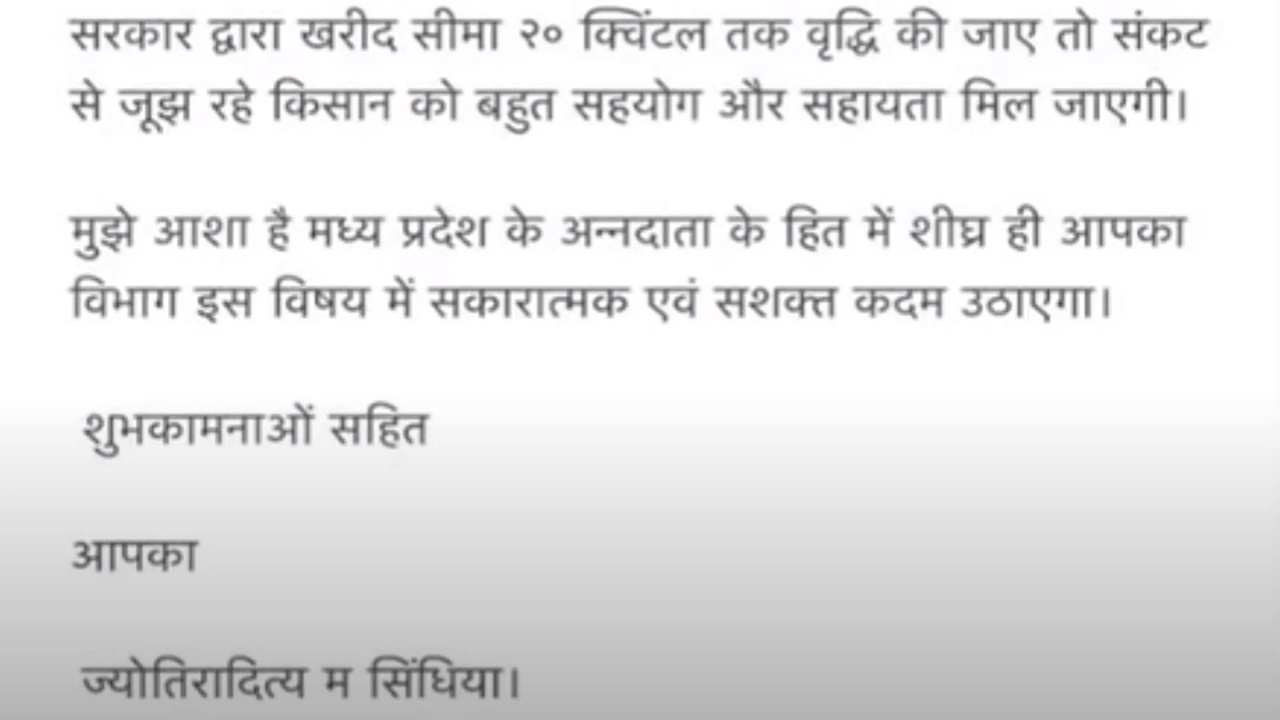 सरकार द्वारा खरीद सीमा २० क्विंटल तक वृद्धि की जाए तो संकट
से जूझ रहे किसान को बहुत सहयोग और सहायता मिल जाएगी।
मुझे आशा है मध्य प्रदेश के अन्नदाता के हित में शीघ्र ही आपका
विभाग इस विषय में सकारात्मक एवं सशक्त कदम उठाएगा।
शुभकामनाओं सहित
आपका
ज्योतिरादित्य म सिंधिया।